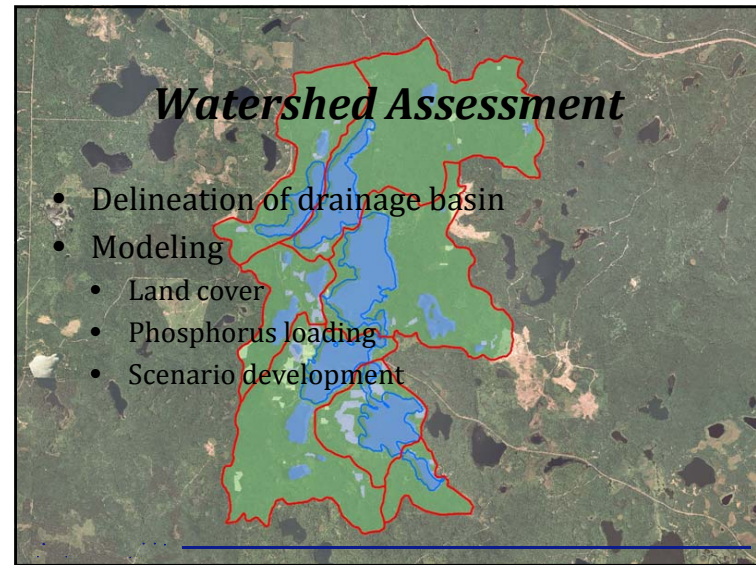 Watershed Assessment
• Delineation of drainage basin
• Modeling
• Land cover
• Phosphorus loading
• Scenario development